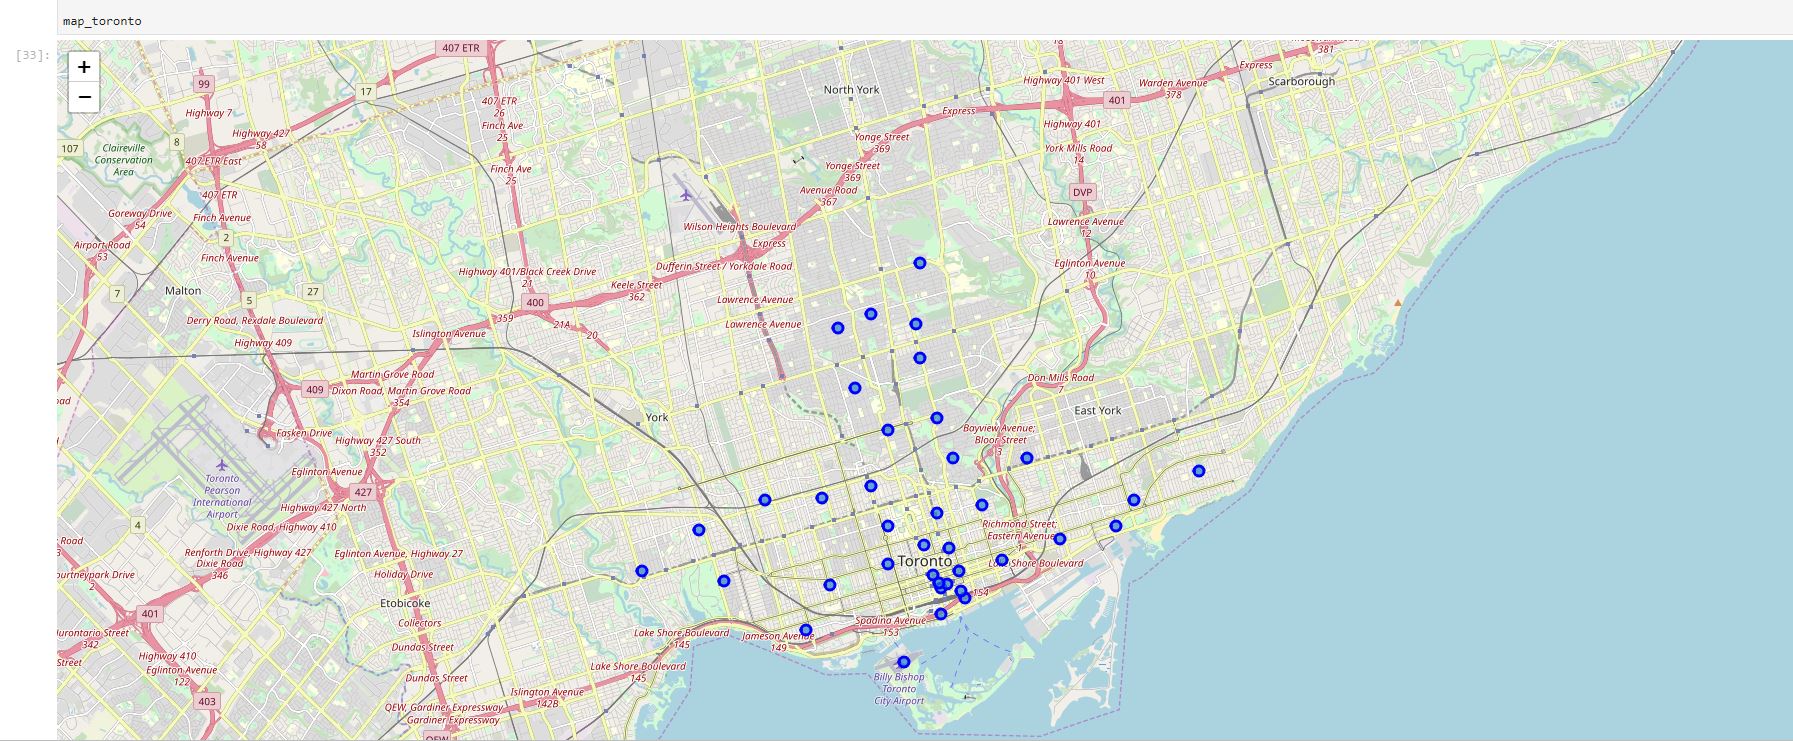 map_toronto
[33]:
+
−
407 ETR
18
381
Express
99
17
Highway 401 West
Warden Avenue
378
Scarborough
North York
Highway 7
407 ETR
26
Finch Ave
25
Express
401
Highway 427
58
8
107
Claireville
Conservation
Area
Highway 401
Yonge Street
369
York Mills Road
14
407 ETR East
Finch Ave
25
Yonge Street
369
407 ETR
Avenue Road
367
DVP
Goreway Drive
54
Finch Avenue
2
Wilson Heights Boulevard
Lawrence Avenue
12
Airport Road
53
Finch Avenue
Express
Highway 401/Black Creek Drive
21
Dufferin Street / Yorkdale Road
Eglinton Avenue
10
Keele Street
362
7
Malton
5
27
400
Lawrence Avenue
Derry Road, Rexdale Boulevard
359
21A
20
Lawrence Avenue
Islington Avenue
Highway 409
409
Martin Grove Road
Dixon Road, Martin Grove Road
354
Don Mills Road
7
oad
York
East York
Fasken Drive
Highway 427 South
352
Bayview Avenue;
Bloor Street
3
Toronto
Pearson
International
Airport
Eglinton Avenue
427
Highway 427 North
4
Dixie Road, Highway 410
Richmond Street;
Eastern Avenue
1
Road
Renforth Drive, Highway 427
Dixie Road
346
Eglinton Avenue, Highway 27
Toronto
Lake Shore Boulevard
ourtneypark Drive
2
Holiday Drive
154
401
Etobicoke
Collectors
Spadina Avenue
153
urontario Street
342
Lake Shore Boulevard
145
Jameson Avenue
149
Dundas Street
Street
Highway 410
Eglinton Avenue
122
Lake Shore Boulevard
145
Dundas Street
Billy Bishop
Toronto
City Airport
403
Islington Avenue
142B
QEW, Gardiner Expressway
Gardiner Expressway
QEW